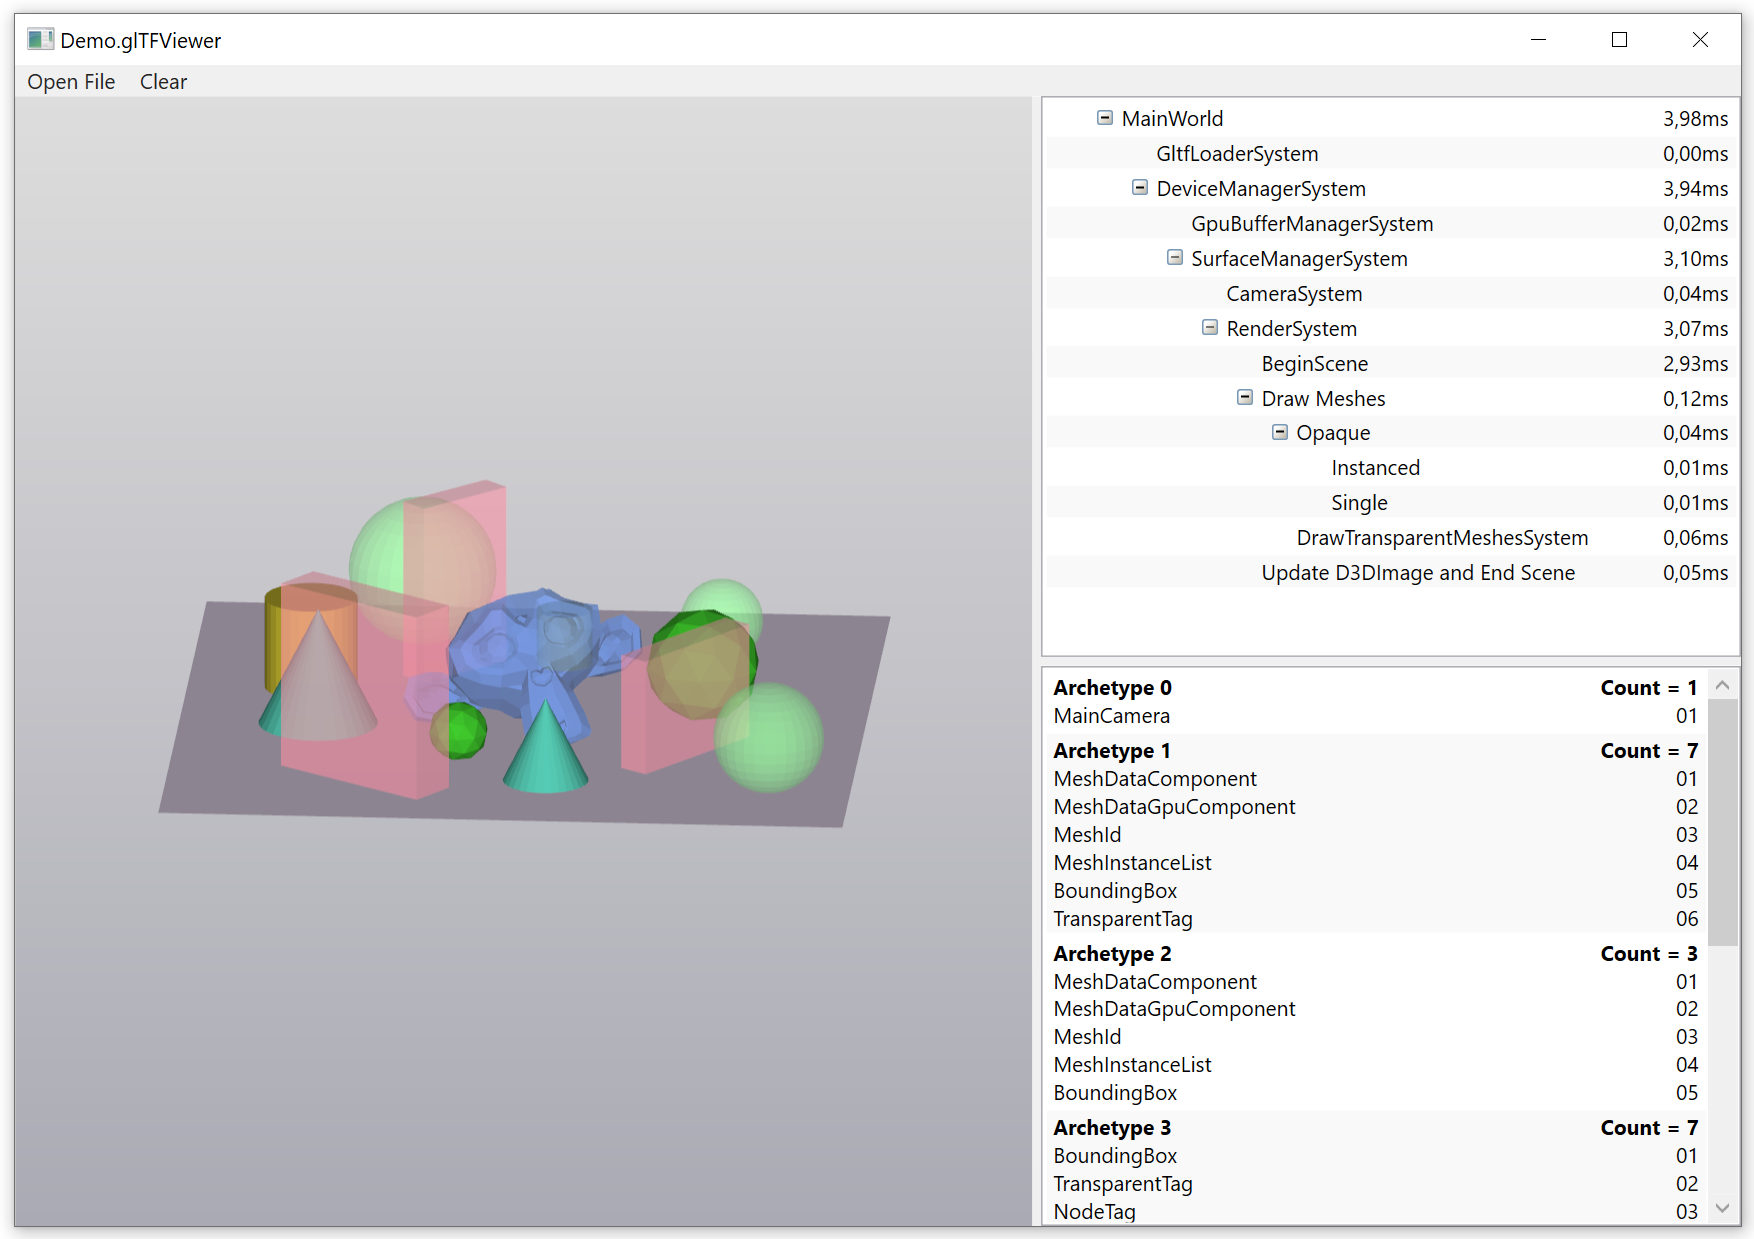 Demo.glTFViewer
Open File Clear
MainWorld 3,98ms
GltfLoaderSystem 0,00ms
DeviceManagerSystem 3,94ms
GpuBufferManagerSystem 0,02ms
SurfaceManagerSystem 3,10ms
CameraSystem 0,04ms
RenderSystem 3,07ms
BeginScene 2,93ms
Draw Meshes 0,12ms
Opaque 0,04ms
Instanced 0,01ms
Single 0,01ms
DrawTransparentMeshesSystem 0,06ms
Update D3DImage and End Scene 0,05ms
Archetype 0 Count = 1
MainCamera 01
Archetype 1 Count = 7
MeshDataComponent 01
MeshDataGpuComponent 02
MeshId 03
MeshInstanceList 04
BoundingBox 05
TransparentTag 06
Archetype 2 Count = 3
MeshDataComponent 01
MeshDataGpuComponent 02
MeshId 03
MeshInstanceList 04
BoundingBox 05
Archetype 3 Count = 7
BoundingBox 01
TransparentTag 02
NodeTag 03